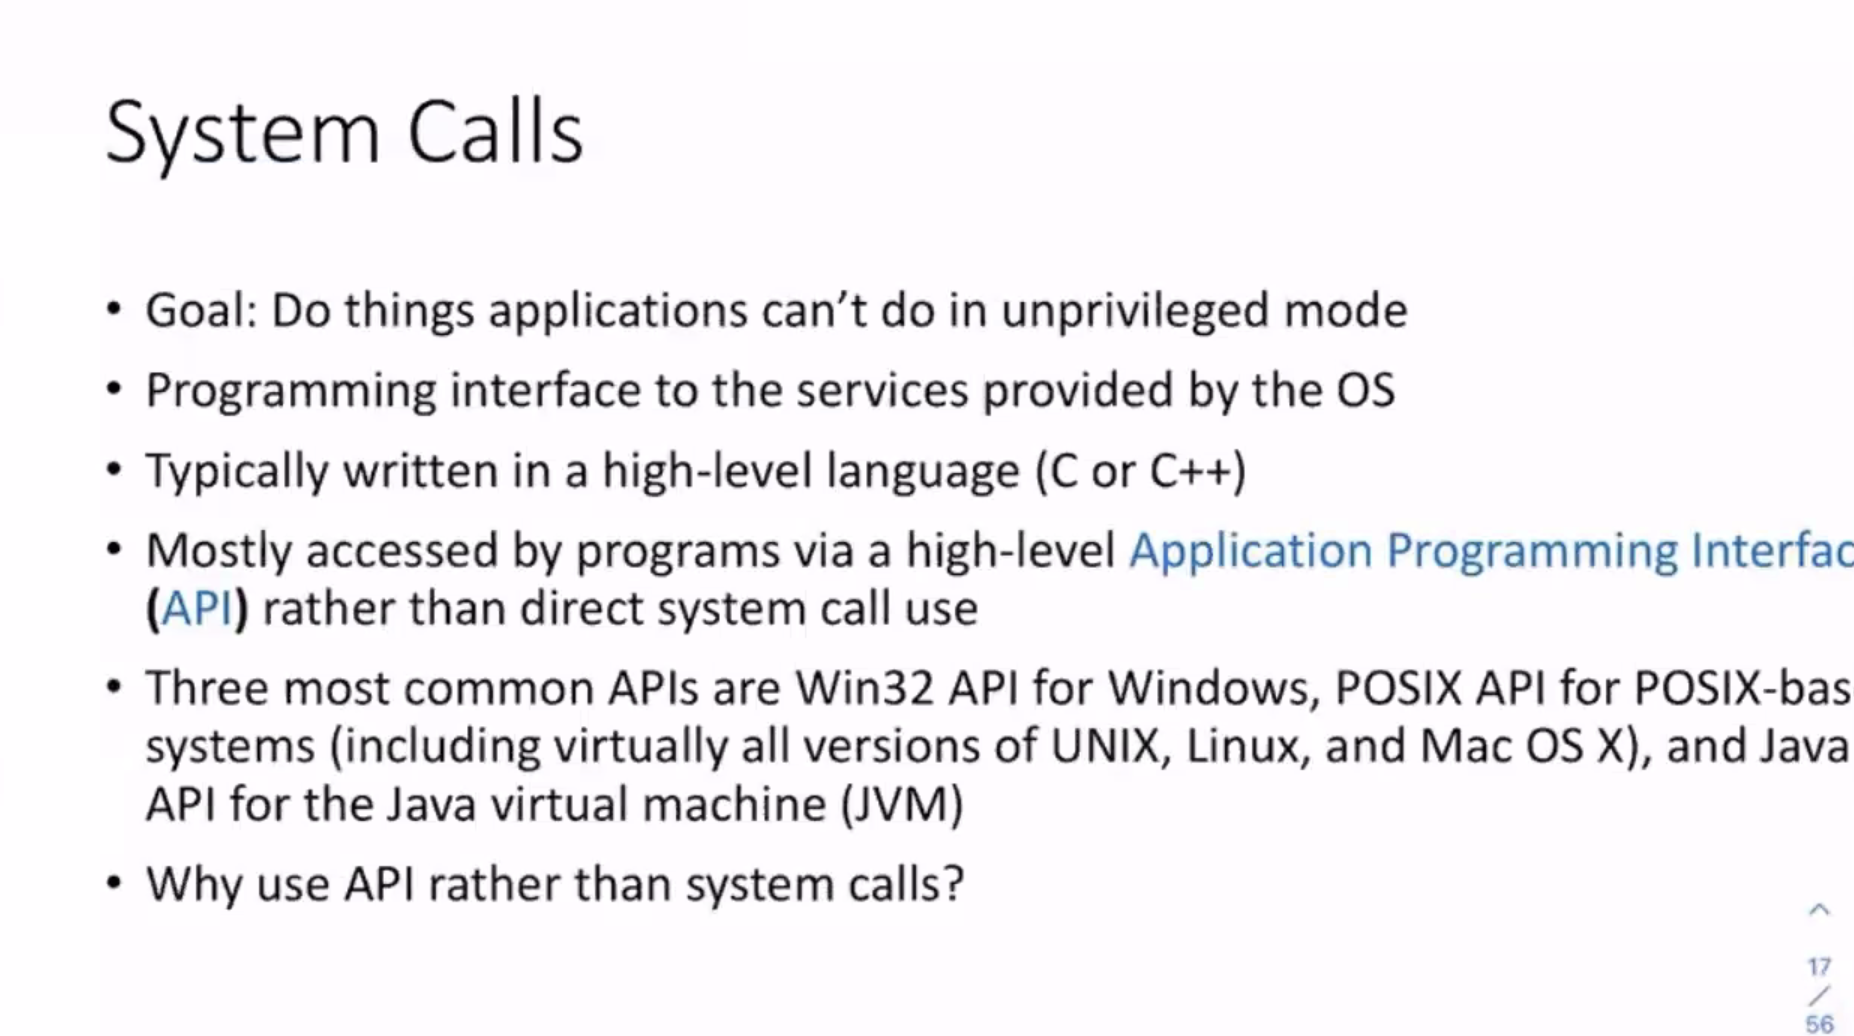 System Calls
• Goal: Do things applications can’t do in unprivileged mode
• Programming interface to the services provided by the OS
• Typically written in a high-level language (C or C++)
• Mostly accessed by programs via a high-level Application Programming Interfac
(API) rather than direct system call use
• Three most common APIs are Win32 API for Windows, POSIX API for POSIX-bas
systems (including virtually all versions of UNIX, Linux, and Mac OS X), and Java
API for the Java virtual machine (JVM)
• Why use API rather than system calls?
17
/
56